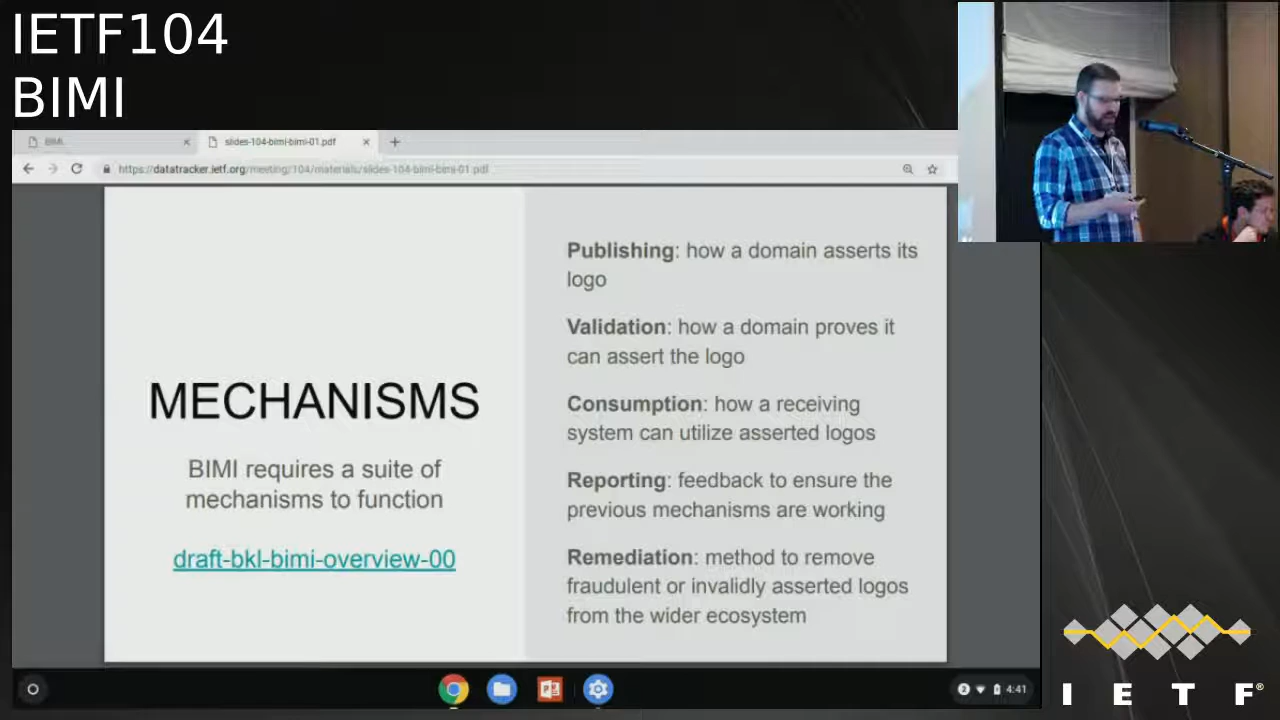 IETF104
BIMI
BIMI
slides-104-bimi-bimi-01.pdf
https://datatracker.ietf.org/meeting/104/materials/slides-104-bimi-bimi-01.pdf
MECHANISMS
BIMI requires a suite of
mechanisms to function
draft-bkl-bimi-overview-00
Publishing: how a domain asserts its
logo
Validation: how a domain proves it
can assert the logo
Consumption: how a receiving
system can utilize asserted logos
Reporting: feedback to ensure the
previous mechanisms are working
Remediation: method to remove
fraudulent or invalidly asserted logos
from the wider ecosystem
2 4:41
I E T F®